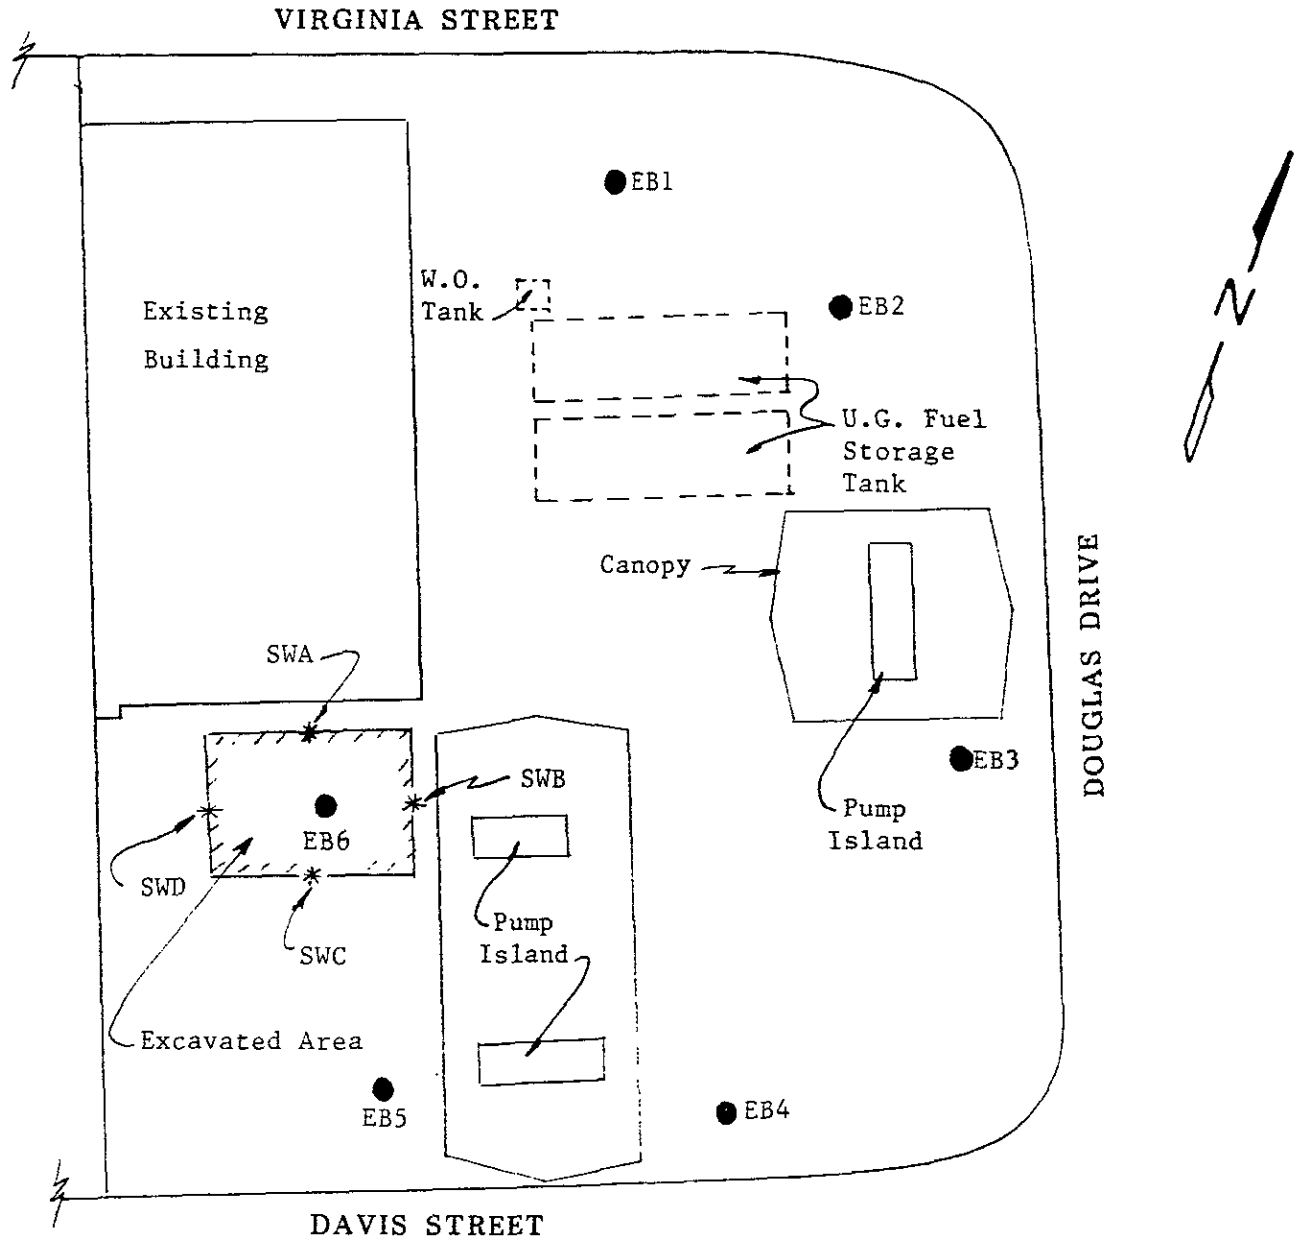 VIRGINIA STREET
EB1
W.O.
Tank
EB2
Existing
Building
U.G. Fuel
Storage
Tank
Canopy
DOUGLAS DRIVE
N
SWA
EB3
SWB
Pump
Island
EB6
SWD
Pump
Island
SWC
Excavated Area
EB5
EB4
DAVIS STREET